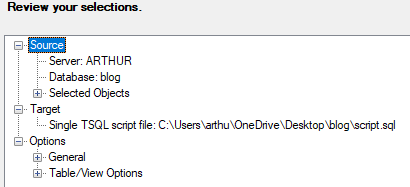 Review your selections.
Source
Server: ARTHUR
Database: blog
Selected Objects
Target
Single TSQL script file: C:\Users\arthu\OneDrive\Desktop\blog\script.sql
Options
General
Table/View Options